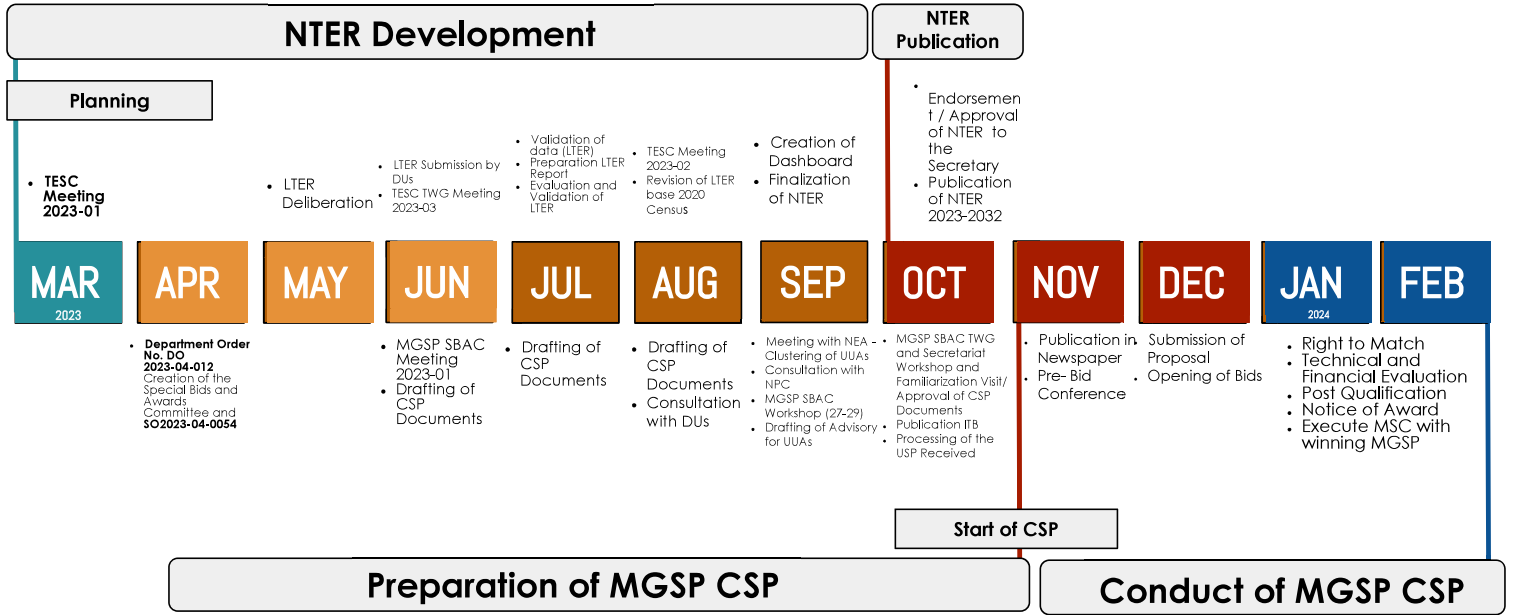 NTER Development
NTER
Publication
Planning
• TESC
Meeting
2023-01
• LTER
Deliberation
• LTER Submission by
DUs
• TESC TWG Meeting
2023-03
• Validation of
data (LTER)
• Preparation LTER
Report
• Evaluation and
Validation of
LTER
• TESC Meeting
2023-02
• Revision of LTER
base 2020
Census
• Creation of
Dashboard
• Finalization
of NTER
•
Endorsemen
t / Approval
of NTER to
the
Secretary
• Publication
of NTER
2023-2032
MAR
2023
APR
MAY
JUN
JUL
AUG
SEP
OCT
NOV
DEC
JAN
2024
FEB
• Department Order
No. DO
2023-04-012
Creation of the
Special Bids and
Awards
Committee and
SO2023-04-0054
• MGSP SBAC
Meeting
2023-01
• Drafting of
CSP
Documents
• Drafting of
CSP
Documents
• Drafting of
CSP
Documents
• Consultation
with DUs
• Meeting with NEA -
Clustering of UUAs
• Consultation with
NPC
• MGSP SBAC
Workshop (27-29)
• Drafting of Advisory
for UUAs
• MGSP SBAC TWG
and Secretariat
Workshop and
Familiarization Visit/
Approval of CSP
Documents
• Publication ITB
• Processing of the
USP Received
• Publication in
Newspaper
• Pre- Bid
Conference
• Submission of
Proposal
• Opening of Bids
• Right to Match
• Technical and
Financial Evaluation
• Post Qualification
• Notice of Award
• Execute MSC with
winning MGSP
Start of CSP
Preparation of MGSP CSP
Conduct of MGSP CSP